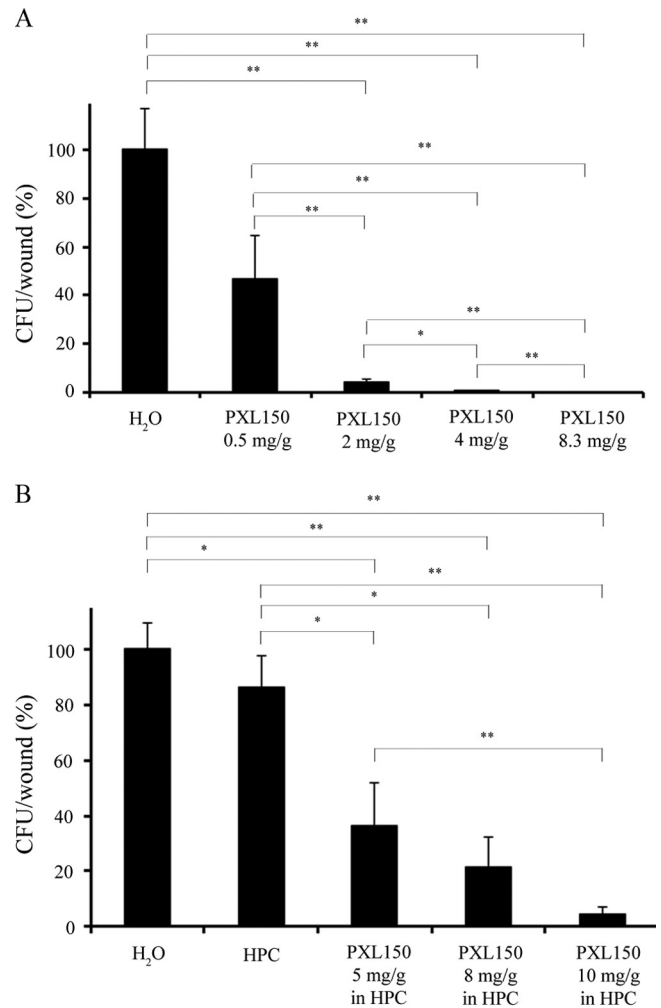 A
**
**
**
**
**
**
**
*
**
CFU/wound (%)
100
80
60
40
20
0
H₂O
PXL150
0.5 mg/g
PXL150
2 mg/g
PXL150
4 mg/g
PXL150
8.3 mg/g
B
**
**
*
**
*
*
**
CFU/wound (%)
100
80
60
40
20
0
H₂O
HPC
PXL150
5 mg/g
in HPC
PXL150
8 mg/g
in HPC
PXL150
10 mg/g
in HPC